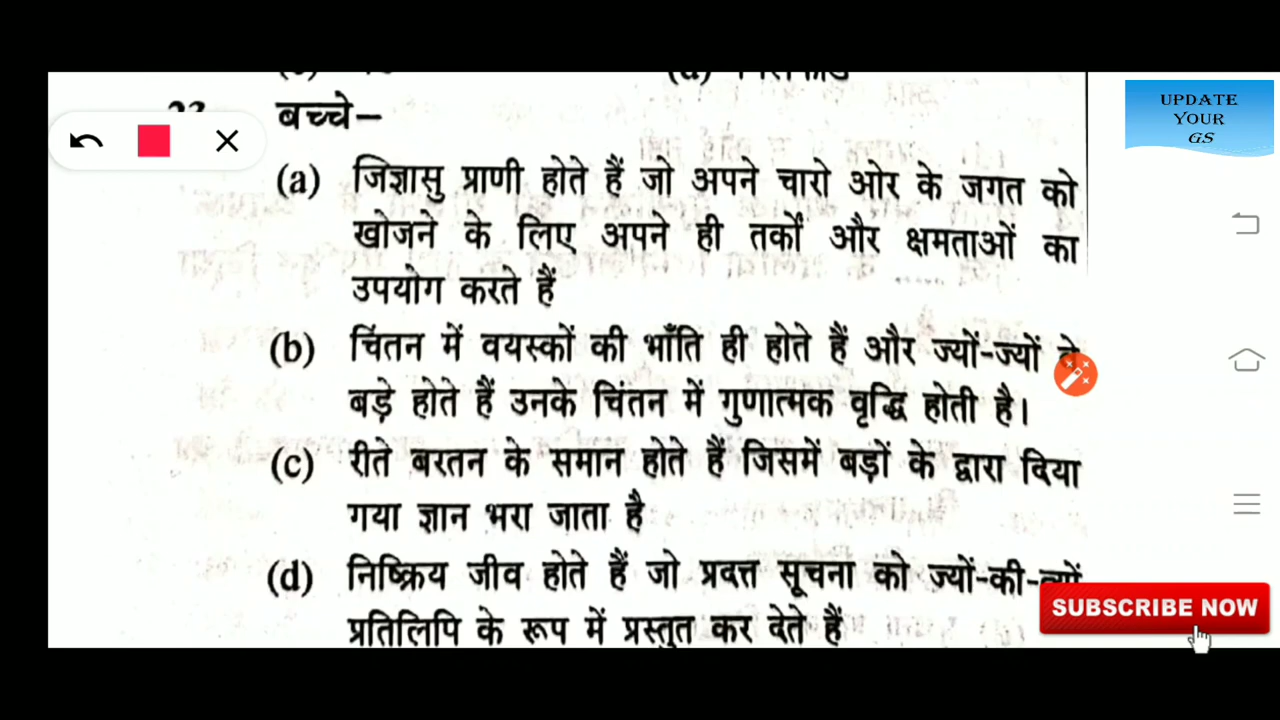 UPDATE
YOUR
GS
बच्चे–
(a) जिज्ञासु प्राणी होते हैं जो अपने चारो ओर के जगत को
खोजने के लिए अपने ही तर्कों और क्षमताओं का
उपयोग करते हैं
(b) चिंतन में वयस्कों की भाँति ही होते हैं और ज्यों-ज्यों
बड़े होते हैं उनके चिंतन में गुणात्मक वृद्धि होती है।
(c) रीते बरतन के समान होते हैं जिसमें बड़ों के द्वारा दिया
गया ज्ञान भरा जाता है
(d) निष्क्रिय जीव होते हैं जो प्रदत्त सूचना को ज्यों-की-त्यों
प्रतिलिपि के रूप में प्रस्तुत कर देते हैं
SUBSCRIBE NOW